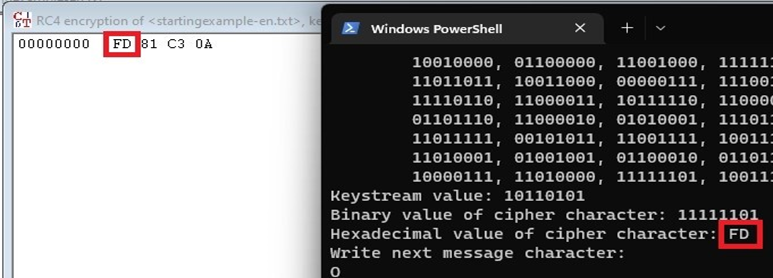 RC4 encryption of <startingexample-en.txt>, ke
00000000 FD 81 C3 0A
Windows PowerShell
10010000, 01100000, 11001000, 11111
11011011, 10011000, 00000111, 11100
11110110, 11000011, 10111110, 11000
01101110, 11000010, 01010001, 11101
11011111, 00101011, 11001111, 10011
11010001, 01001001, 01100010, 01101
10000111, 11010000, 11111101, 10011
Keystream value: 10110101
Binary value of cipher character: 11111101
Hexadecimal value of cipher character: FD
Write next message character:
O